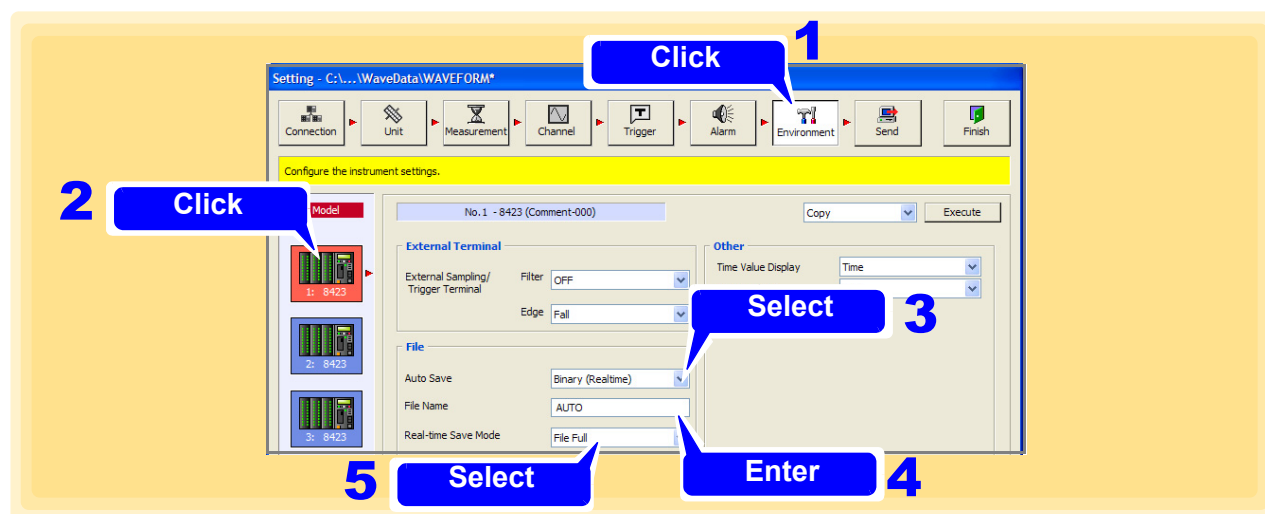 1
Click
Setting - C:\...\WaveData\WAVEFORM*
Connection Unit Measurement Channel Trigger Alarm Environment Send Finish
Configure the instrument settings.
2
Click
Model
No.1 - 8423 (Comment-000) Copy Execute
External Terminal Other
External Sampling/ Filter OFF Time Value Display Time
Trigger Terminal
1: 8423
Select
3
Edge Fall
File
2: 8423
Auto Save Binary (Realtime)
File Name AUTO
Real-time Save Mode File Full
3: 8423
5
Select
Enter
4